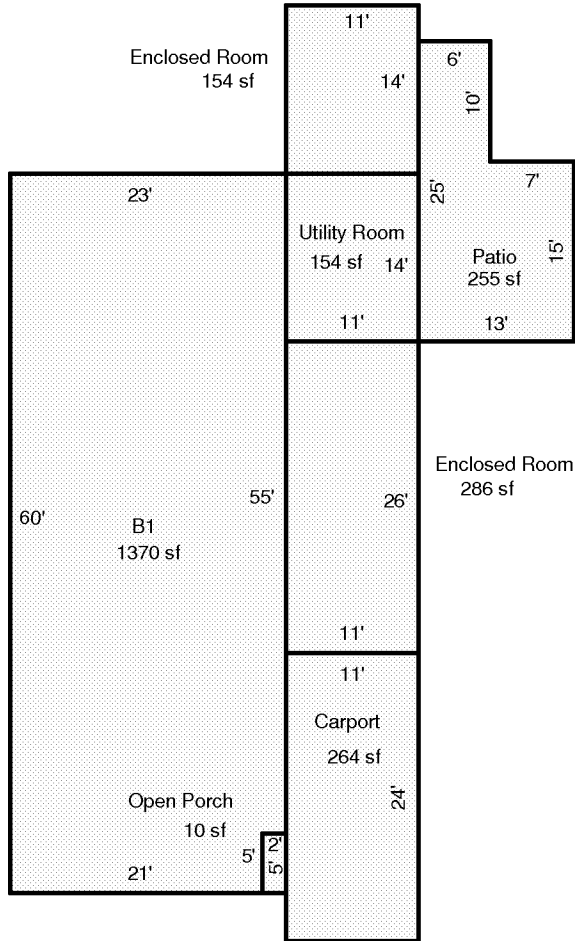 11'
Enclosed Room
154 sf
14'
6'
10'
23'
25'
7'
Utility Room
154 sf
14'
Patio
255 sf
15'
11'
13'
Enclosed Room
286 sf
55'
26'
60'
B1
1370 sf
11'
11'
Carport
264 sf
24'
Open Porch
10 sf
2'
5'
5'
21'